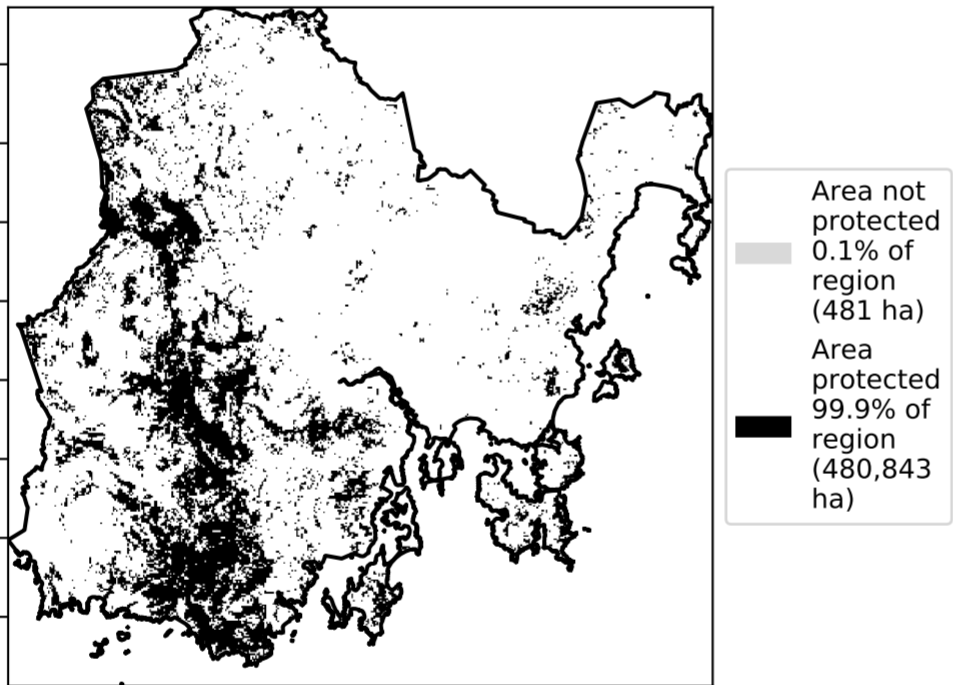 Area not
protected
0.1% of
region
(481 ha)
Area
protected
99.9% of
region
(480,843
ha)